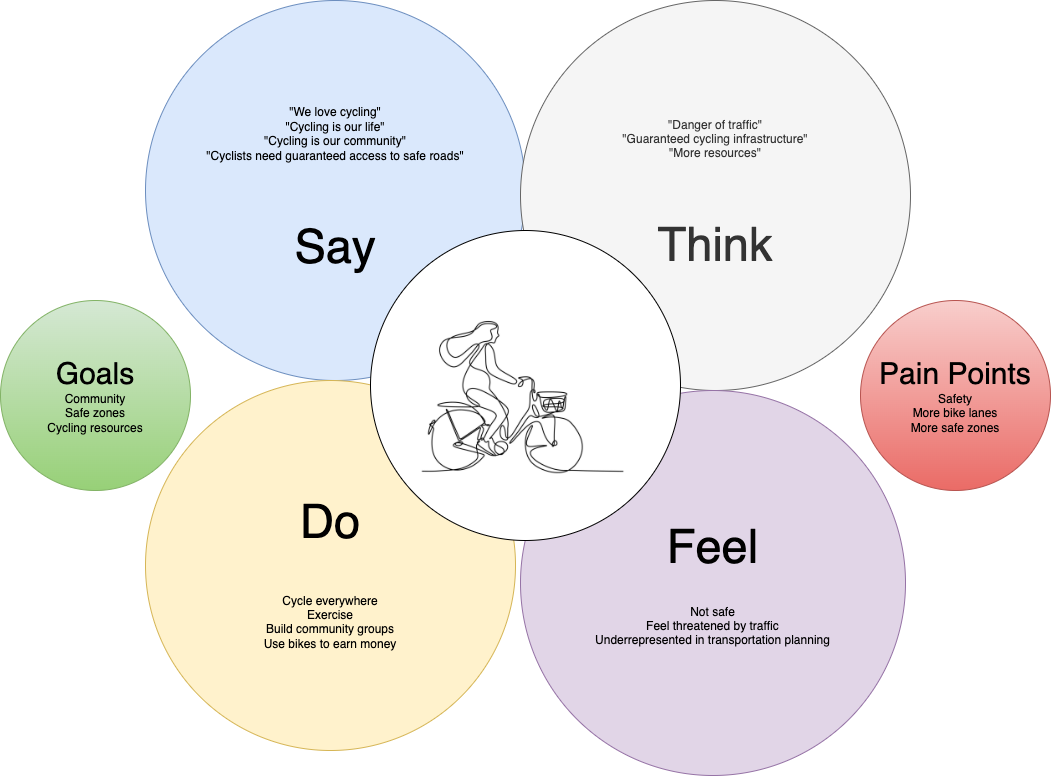 "We love cycling"
"Cycling is our life"
"Cycling is our community"
"Cyclists need guaranteed access to safe roads"
Say
"Danger of traffic"
"Guaranteed cycling infrastructure"
"More resources"
Think
Goals
Community
Safe zones
Cycling resources
Pain Points
Safety
More bike lanes
More safe zones
Do
Cycle everywhere
Exercise
Build community groups
Use bikes to earn money
Feel
Not safe
Feel threatened by traffic
Underrepresented in transportation planning